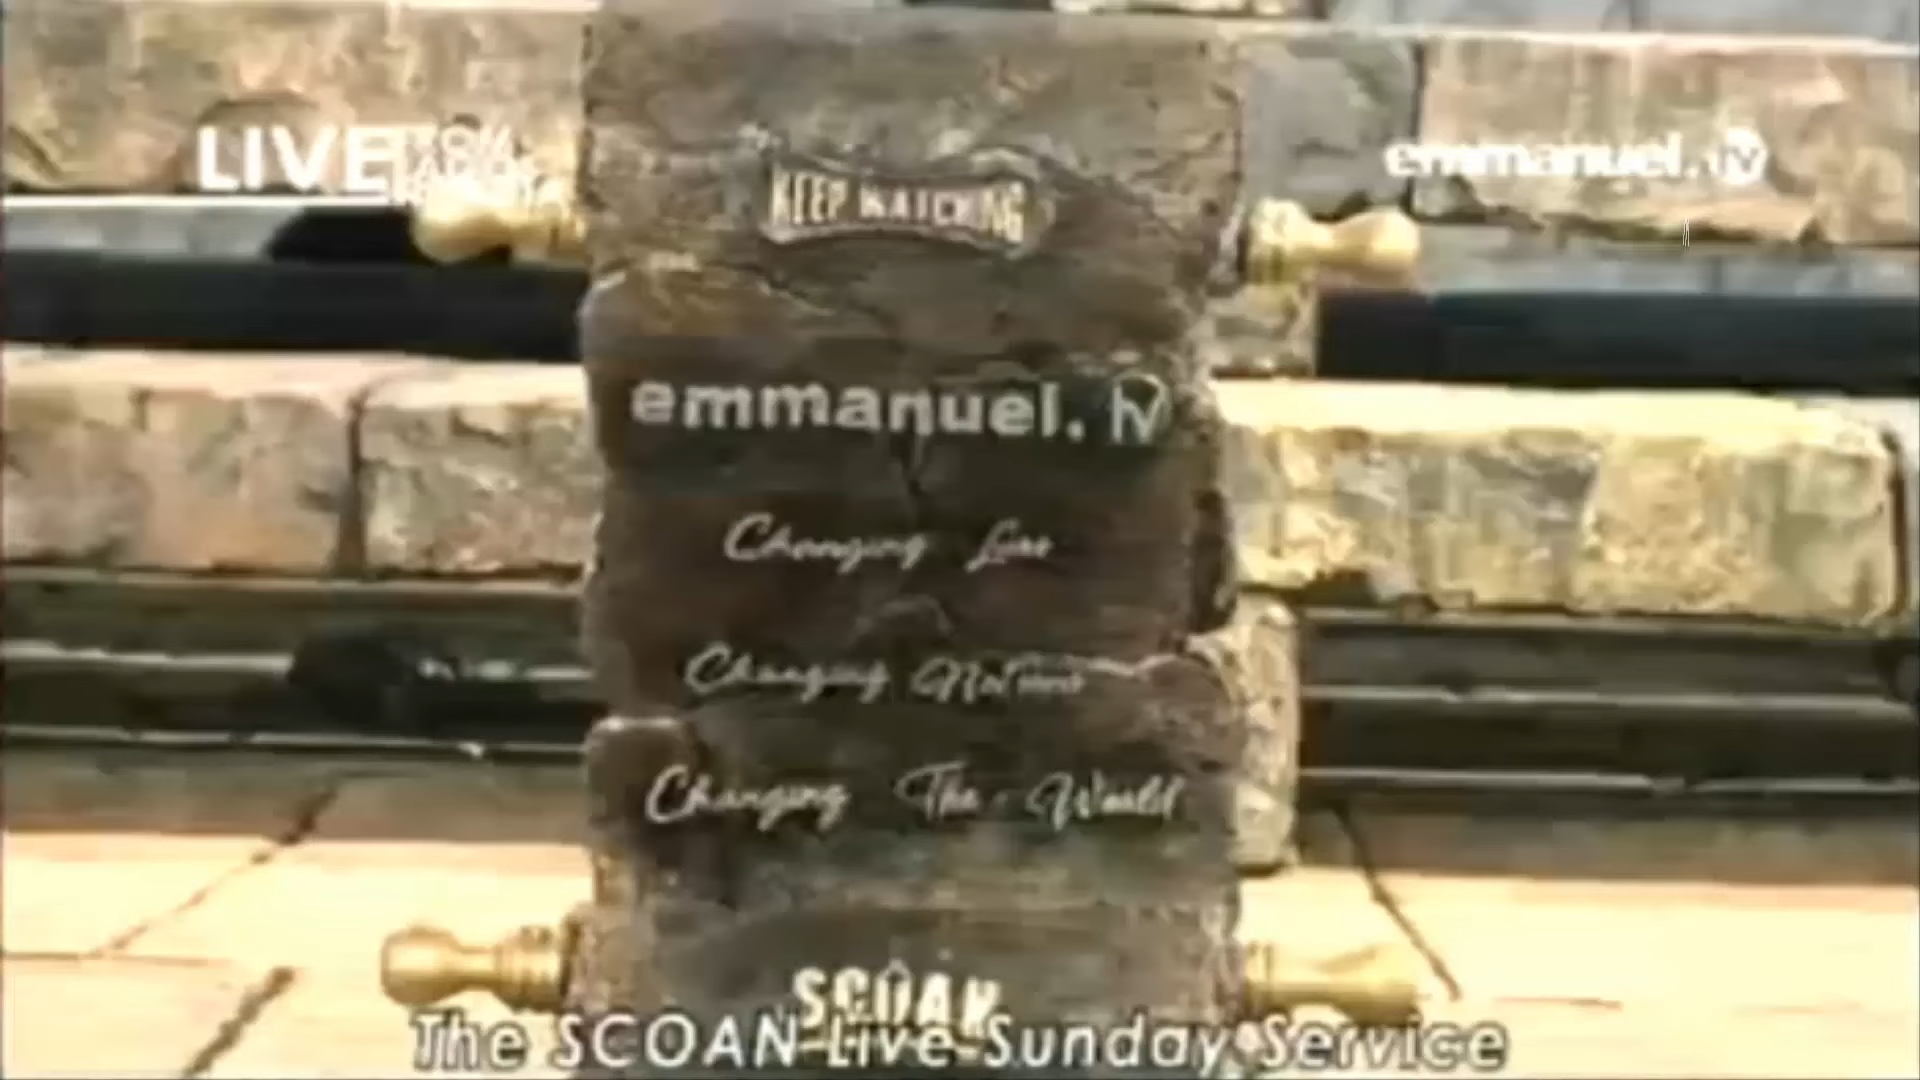 LIVE
emmanuel.tv
KEEP WATCHING
emmanuel.tv
Changing
Changing Nations
Changing The World
SCOAN
The SCOAN Live Sunday Service